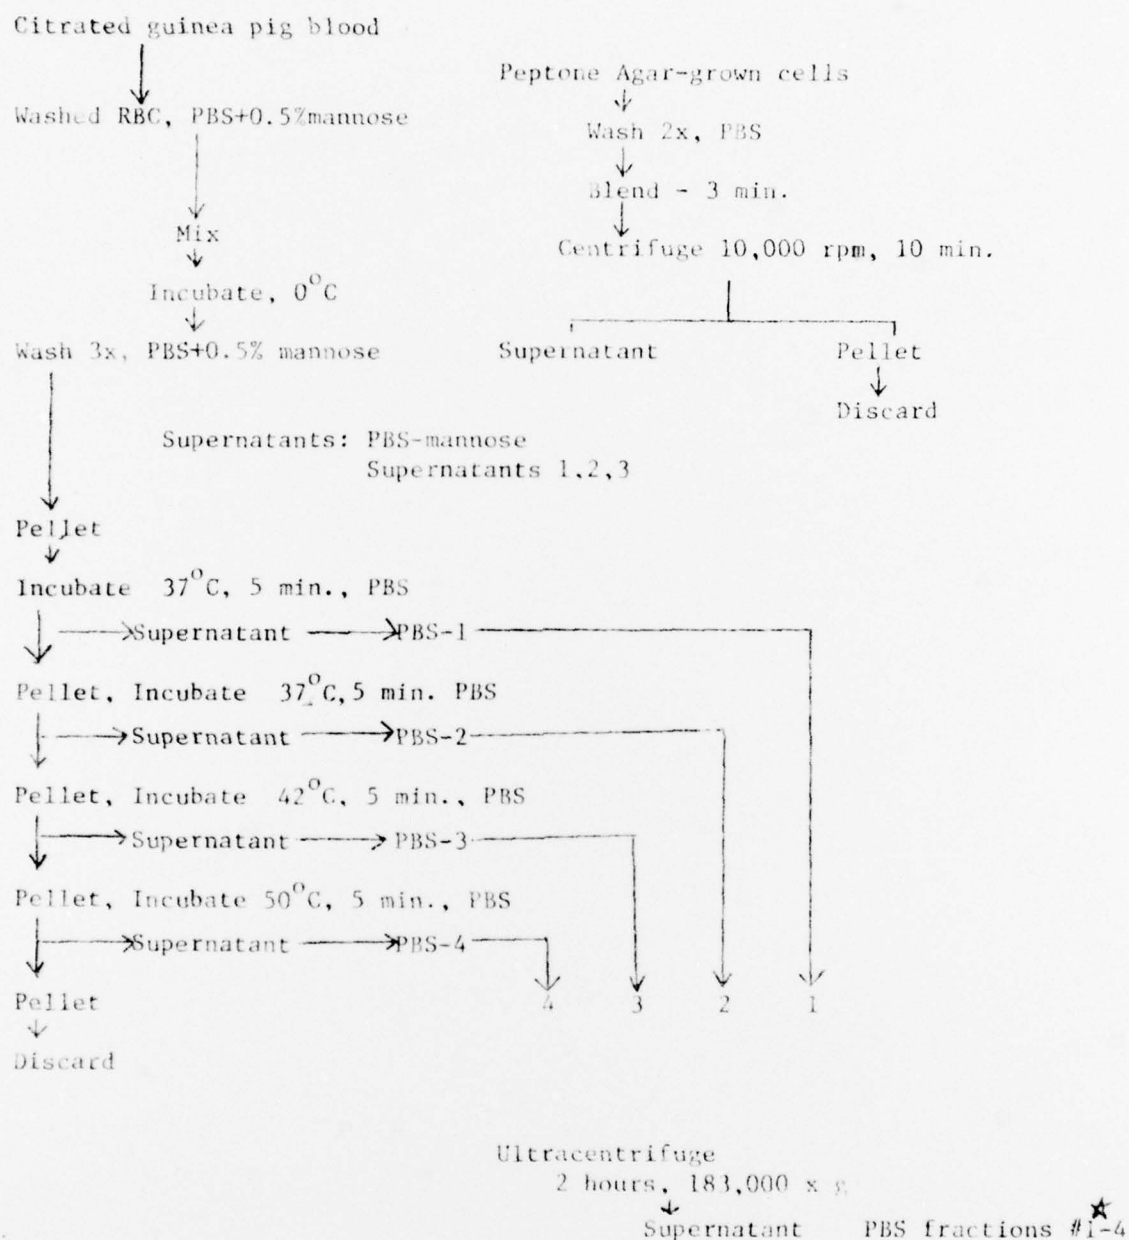 Citrated guinea pig blood
Peptone Agar-grown cells
Washed RBC, PBS+0.5%mannose
Wash 2x, PBS
Blend - 3 min.
Mix
Centrifuge 10,000 rpm, 10 min.
Incubate, 0°C
Wash 3x, PBS+0.5% mannose
Supernatant Pellet
Discard
Supernatants: PBS-mannose
Supernatants 1,2,3
Pellet
Incubate 37°C, 5 min., PBS
Supernatant PBS-1
Pellet, Incubate 37°C, 5 min. PBS
Supernatant PBS-2
Pellet, Incubate 42°C, 5 min., PBS
Supernatant PBS-3
Pellet, Incubate 50°C, 5 min., PBS
Supernatant PBS-4
Pellet 4 3 2 1
Discard
Ultracentrifuge
2 hours, 183,000 x g
Supernatant PBS fractions #1-4